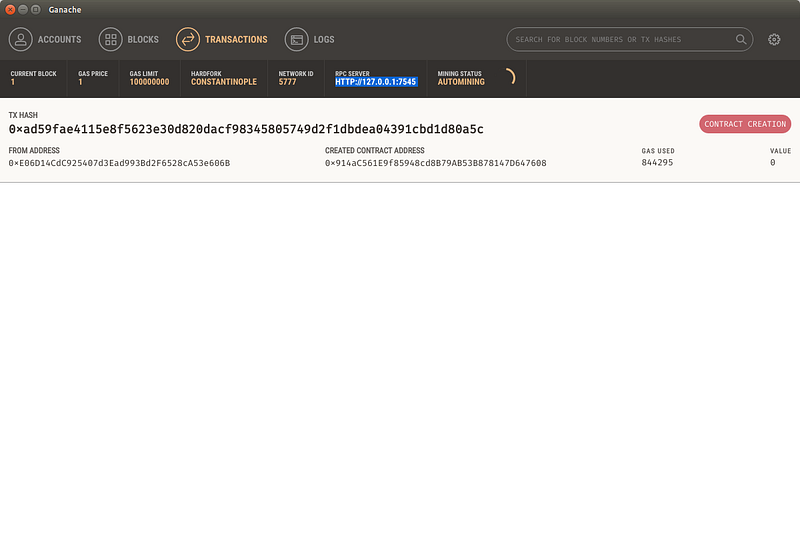 Ganache
ACCOUNTS BLOCKS TRANSACTIONS LOGS SEARCH FOR BLOCK NUMBERS OR TX HASHES
CURRENT BLOCK GAS PRICE GAS LIMIT HARDFORK NETWORK ID RPC SERVER MINING STATUS
1 1 100000000 CONSTANTINOPLE 5777 HTTP://127.0.0.1:7545 AUTOMINING
TX HASH
0×ad59fae4115e8f5623e30d820dacf98345805749d2f1dbdea04391cbd1d80a5c CONTRACT CREATION
FROM ADDRESS CREATED CONTRACT ADDRESS GAS USED VALUE
0×E06D14CdC925407d3Ead993Bd2F6528cA53e606B 0×914aC561E9f85948cd8B79AB53B878147D647608 844295 0